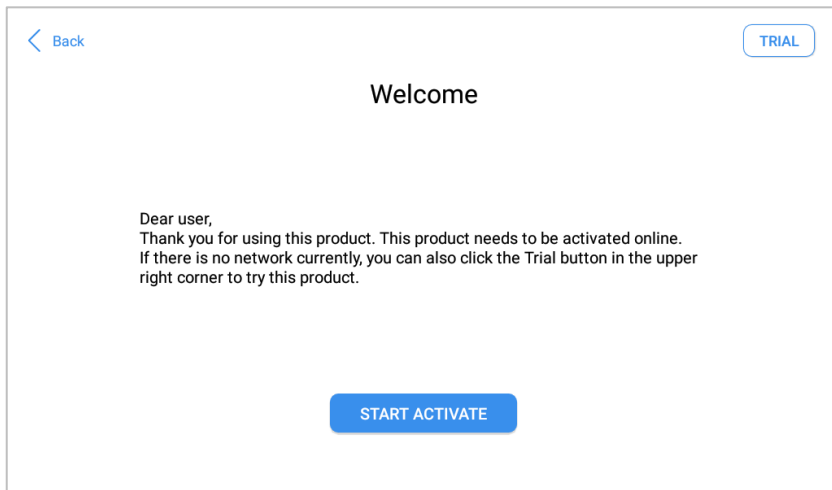 Back
TRIAL
Welcome
Dear user,
Thank you for using this product. This product needs to be activated online.
If there is no network currently, you can also click the Trial button in the upper
right corner to try this product.
START ACTIVATE